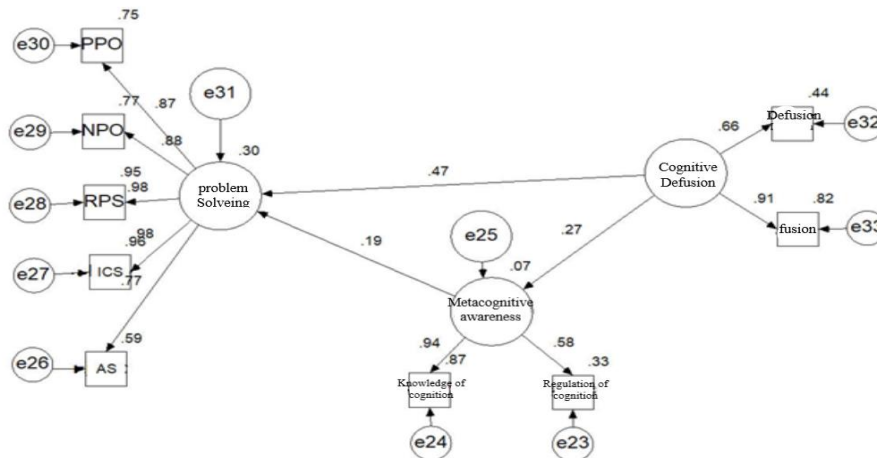 .75
e30
PPO
.77
.87
e31
e29
NPO
.88
.30
.95
.98
e28
RPS
problem
Solveing
.98
.96
e27
ICS
.77
.59
e26
AS
.47
.19
e25
.07
Metacognitive
awareness
.27
.94
.87
Knowledge of
cognition
e24
.58
.33
Regulation of
cognition
e23
Cognitive
Defusion
.66
.44
Defusion
e32
.91
.82
fusion
e33